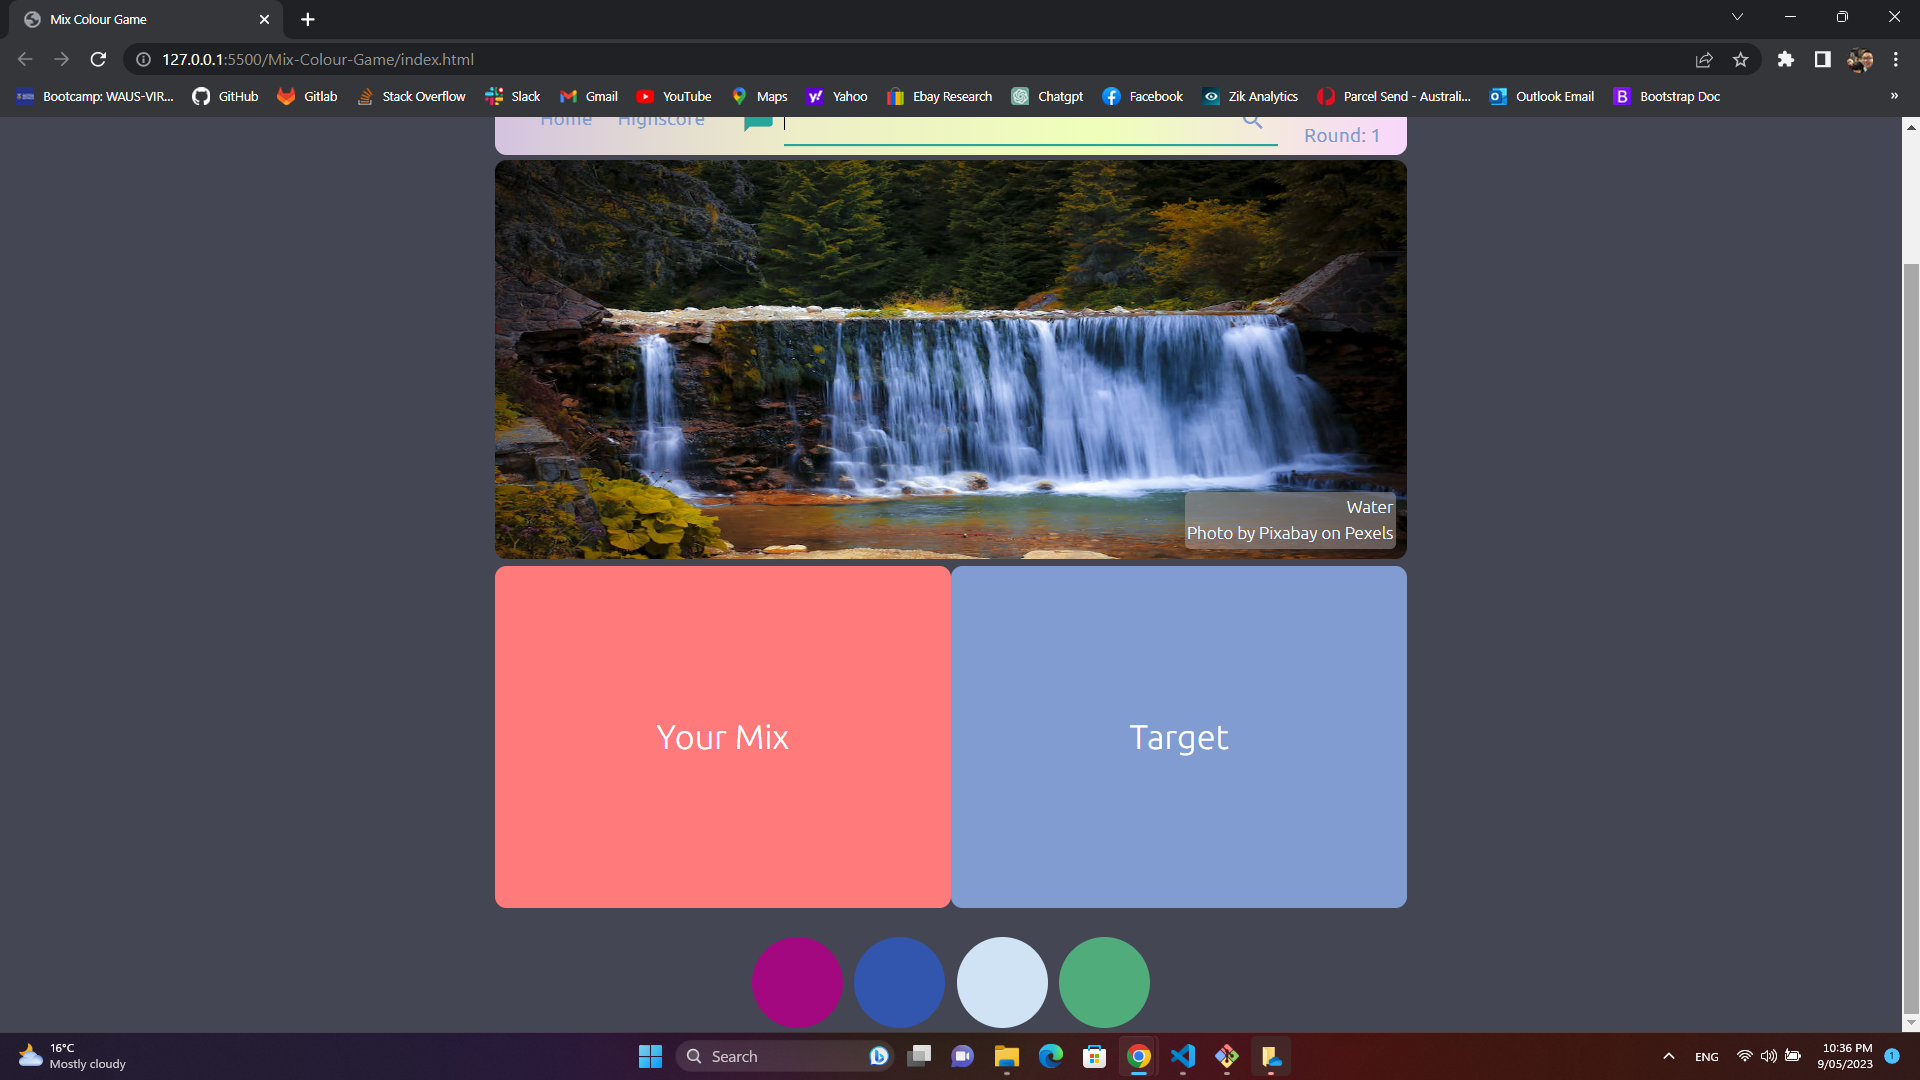 Mix Colour Game
127.0.0.1:5500/Mix-Colour-Game/index.html
Bootcamp: WAUS-VIR... GitHub Gitlab Stack Overflow Slack Gmail YouTube Maps Yahoo Ebay Research Chatgpt Facebook Zik Analytics Parcel Send - Australi... Outlook Email Bootstrap Doc »
Home Highscore
Round: 1
Water
Photo by Pixabay on Pexels
Your Mix
Target
16°C
Mostly cloudy
Search
ENG
10:36 PM
9/05/2023
1